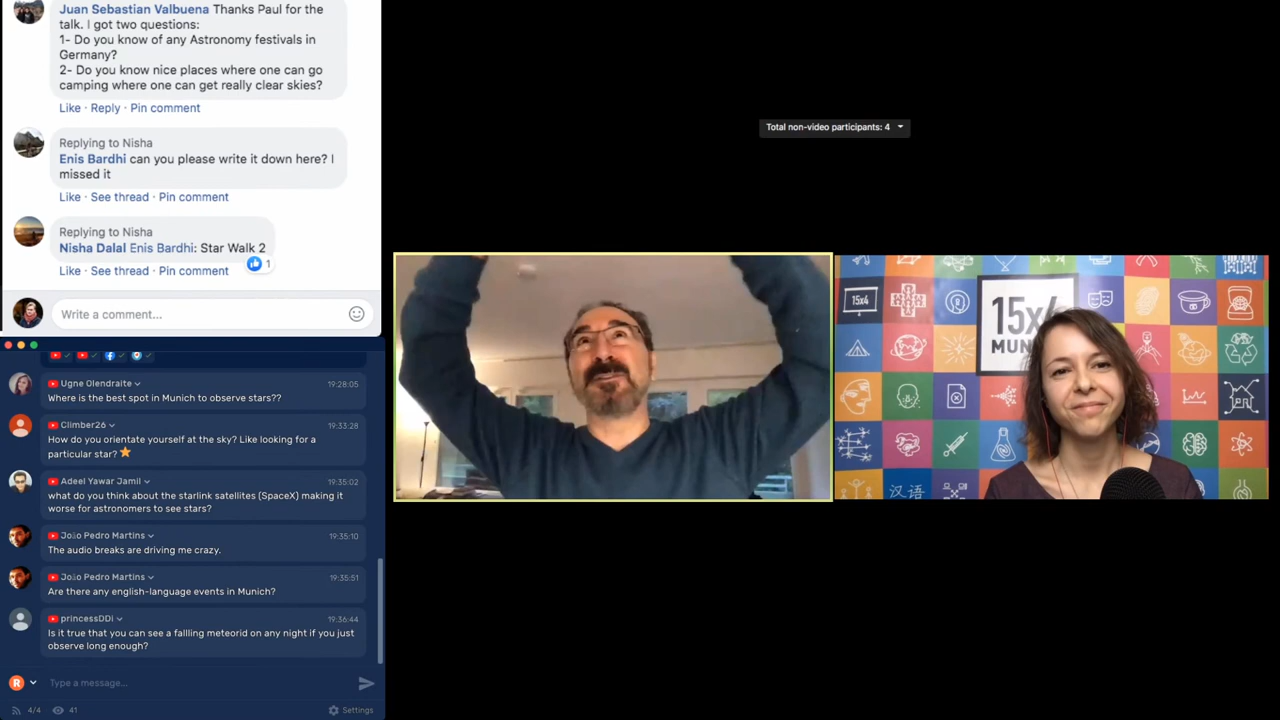 Juan Sebastian Valbuena Thanks Paul for the
talk. I got two questions:
1- Do you know of any Astronomy festivals in
Germany?
2- Do you know nice places where one can go
camping where one can get really clear skies?
Like · Reply · Pin comment
Replying to Nisha
Enis Bardhi can you please write it down here? I
missed it
Like · See thread · Pin comment
Replying to Nisha
Nisha Dalal Enis Bardhi: Star Walk 2
1
Like · See thread · Pin comment
Write a comment...
Ugne Olendraite
19:28:05
Where is the best spot in Munich to observe stars??
Climber26
19:33:28
How do you orientate yourself at the sky? Like looking for a
particular star? ⭐
Adeel Yawar Jamil
19:35:02
what do you think about the starlink satellites (SpaceX) making it
worse for astronomers to see stars?
João Pedro Martins
19:35:10
The audio breaks are driving me crazy.
João Pedro Martins
19:35:51
Are there any english-language events in Munich?
princessDDi
19:36:44
Is it true that you can see a fallling meteorid on any night if you just
observe long enough?
R
Type a message...
4/4
41
Settings
Total non-video participants: 4
15x4
15x4
MUN
汉语